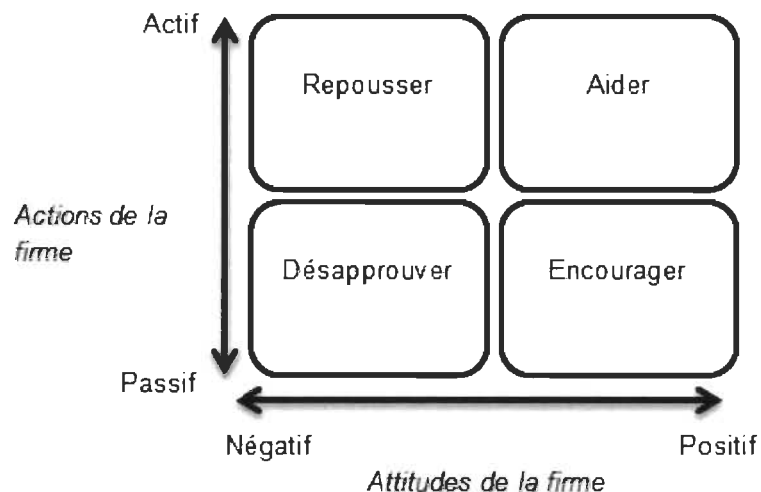 Actif
Repousser
Aider
Actions de la
firme
Désapprouver
Encourager
Passif
Négatif
Positif
Attitudes de la firme